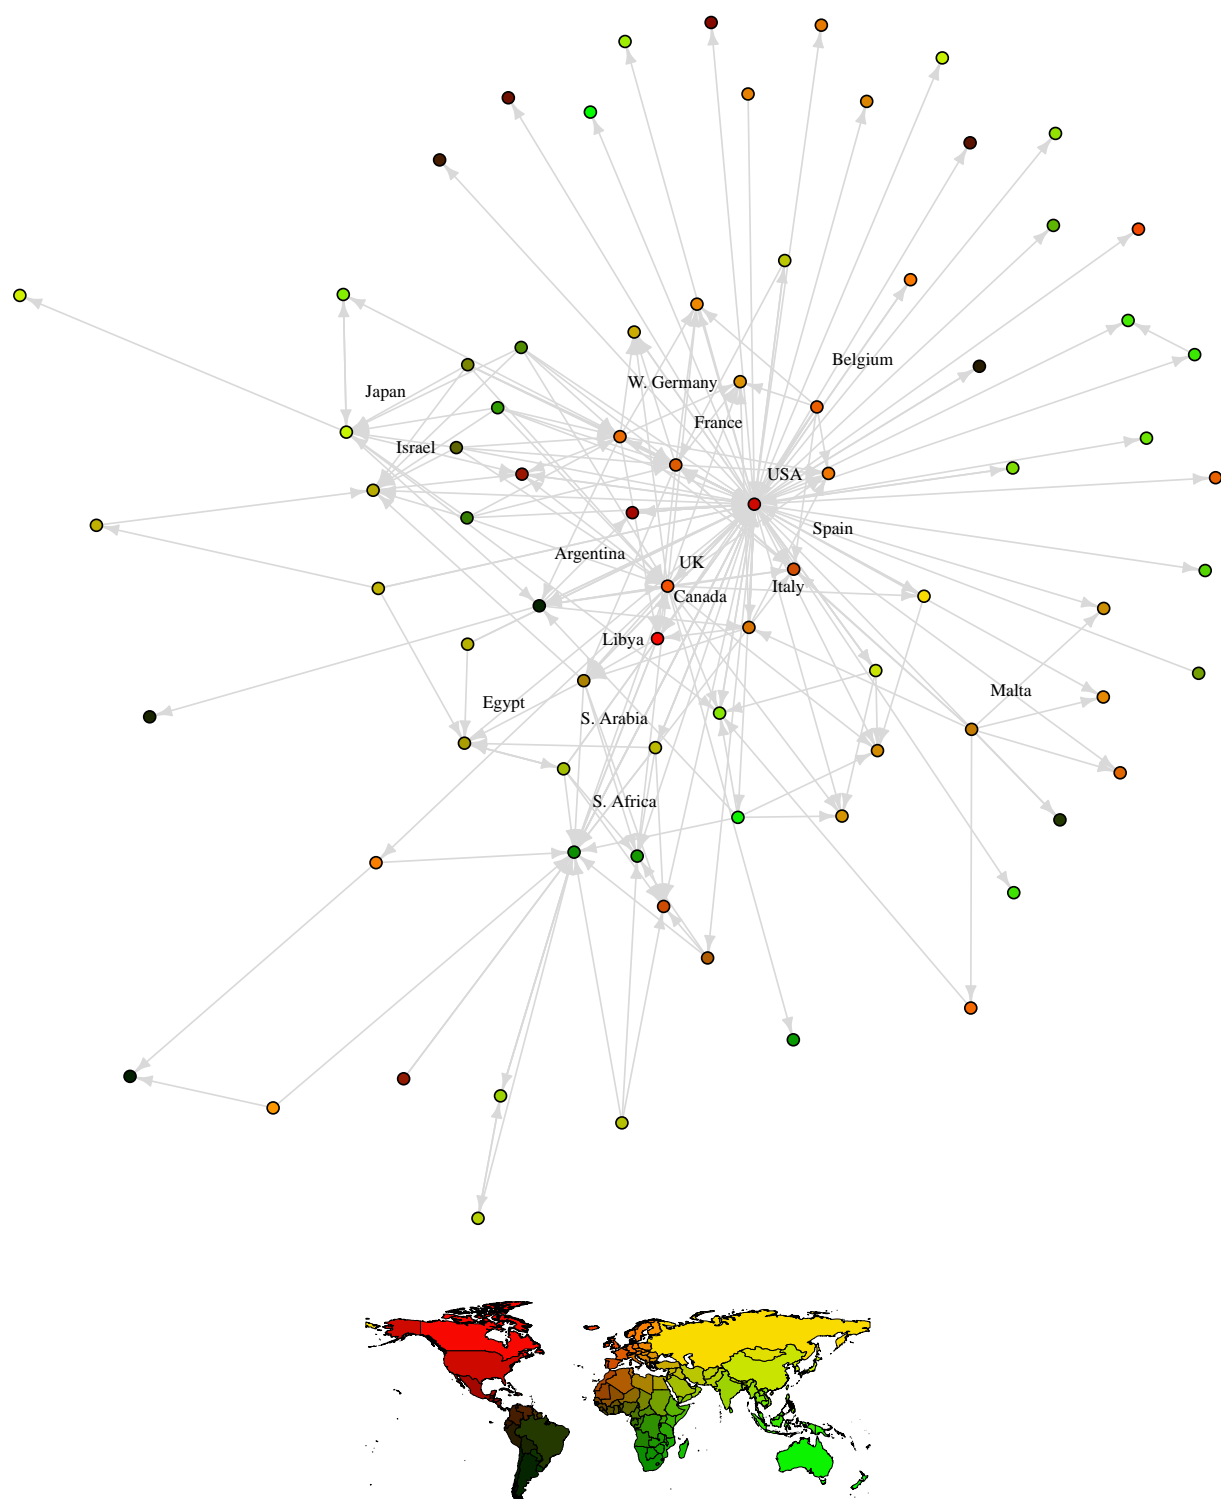 Belgium
W. Germany
Japan
France
Israel
USA
Spain
Argentina
UK
Italy
Canada
Libya
Malta
Egypt
S. Arabia
S. Africa